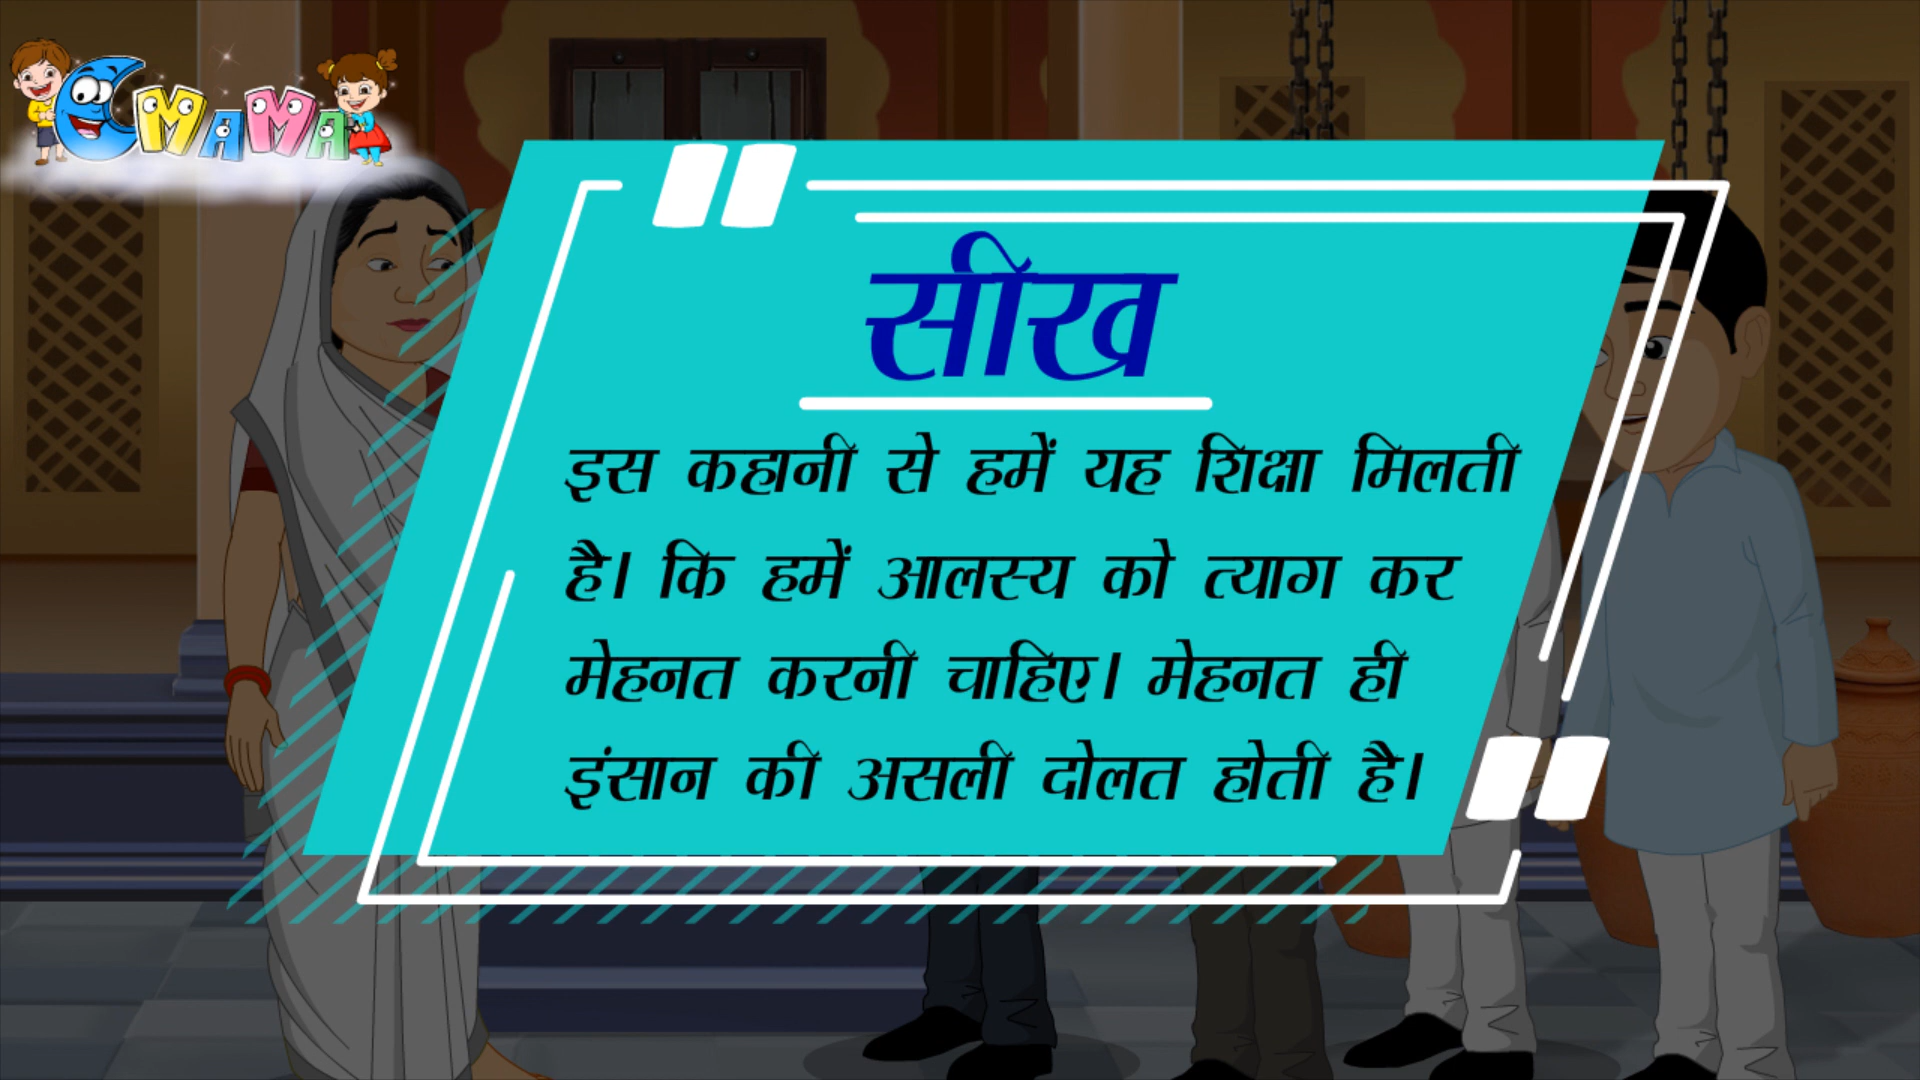 CMAMA
सीख
इस कहानी से हमें यह शिक्षा मिलती
है। कि हमें आलस्य को त्याग कर
मेहनत करनी चाहिए। मेहनत ही
इंसान की असली दोलत होती है।